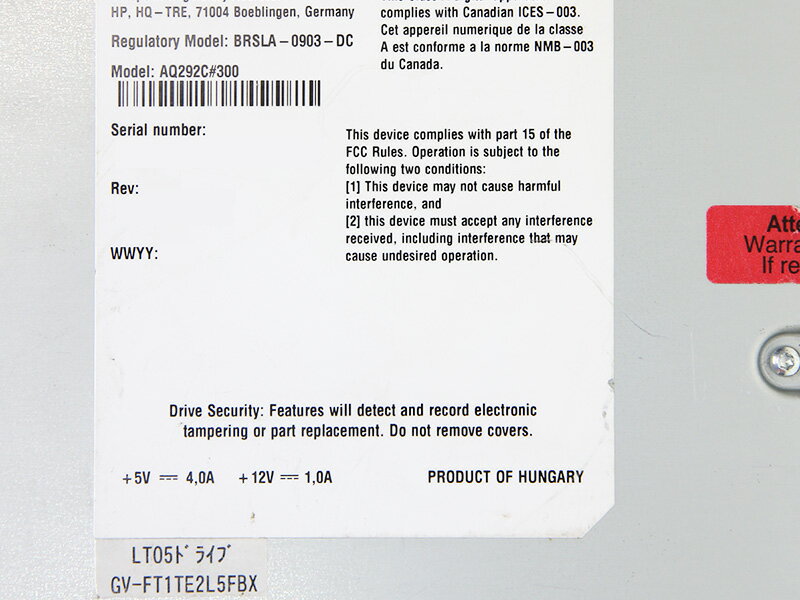 HP, HQ-TRE, 71004 Boeblingen, Germany
Regulatory Model: BRSLA-0903-DC
Model: AQ292C#300
Serial number:
Rev:
WWYY:
complies with Canadian ICES-003.
Cet appareil numerique de la classe
A est conforme a la norme NMB-003
du Canada.
This device complies with part 15 of the
FCC Rules. Operation is subject to the
following two conditions:
[1] This device may not cause harmful
interference, and
[2] this device must accept any interference
received, including interference that may
cause undesired operation.
Drive Security: Features will detect and record electronic
tampering or part replacement. Do not remove covers.
+5V ⎓ 4,0A +12V ⎓ 1,0A
PRODUCT OF HUNGARY
LTO5ドライブ
GV-FT1TE2L5FBX
If